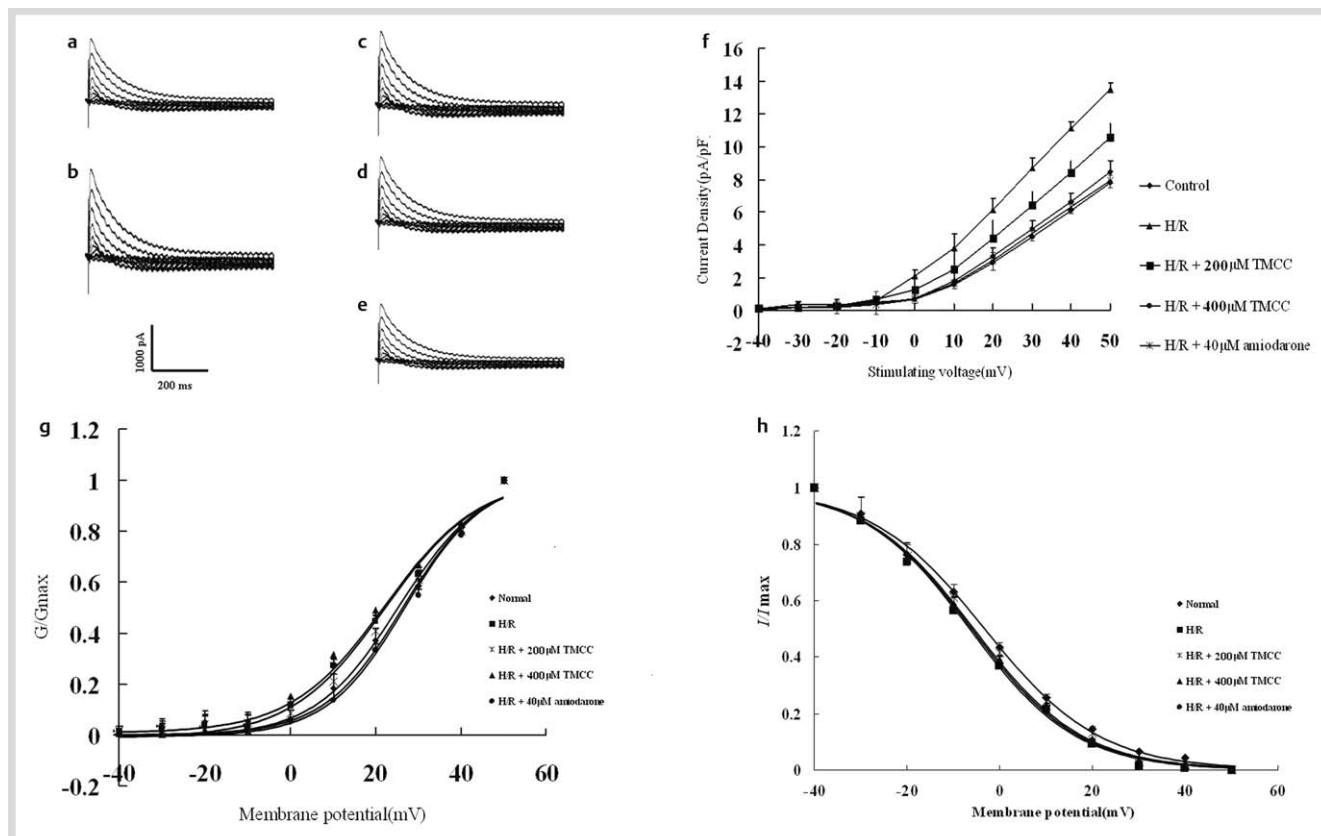 a
c
b
d
e
1000 pA
200 ms
f
16
14
12
10
8
6
4
2
0
-2
Current Density(pA/pF.
-40 -30 -20 -10 0 10 20 30 40 50
Stimulating voltage(mV)
Control
H/R
H/R + 200μM TMCC
H/R + 400μM TMCC
H/R + 40μM amiodarone
g
1.2
1
0.8
0.6
0.4
0.2
0
-0.2
G/Gmax
-40 -20 0 20 40 60
Membrane potential(mV)
Normal
H/R
H/R + 200μM TMCC
H/R + 400μM TMCC
H/R + 40μM amiodarone
h
1.2
1
0.8
0.6
0.4
0.2
0
I/Imax
-40 -20 0 20 40 60
Membrane potential(mV)
Normal
H/R
H/R + 200μM TMCC
H/R + 400μM TMCC
H/R + 40μM amiodarone